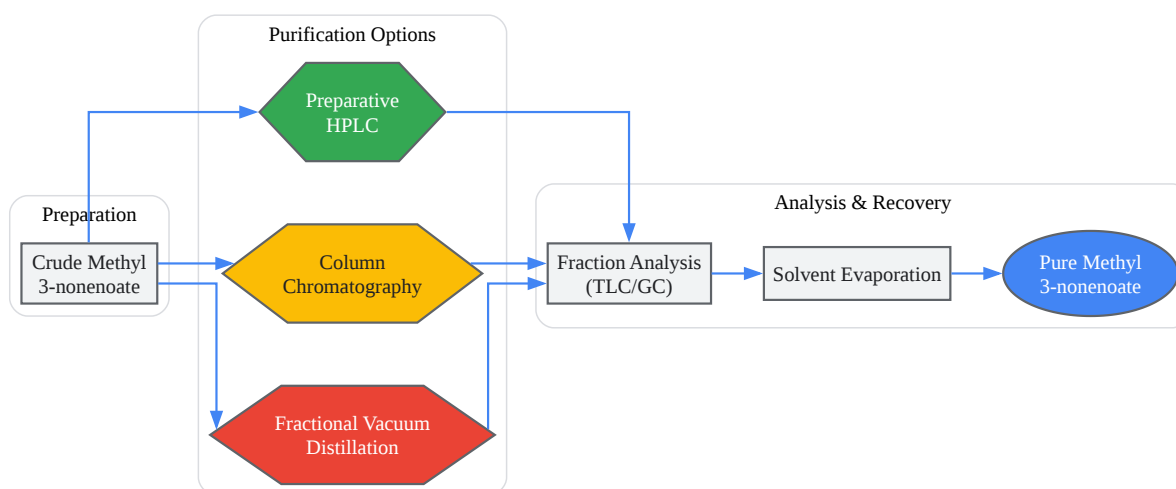 Purification Options
Preparative
HPLC
Preparation
Crude Methyl
3-nonenoate
Column
Chromatography
Fractional Vacuum
Distillation
Analysis & Recovery
Fraction Analysis
(TLC/GC)
Solvent Evaporation
Pure Methyl
3-nonenoate